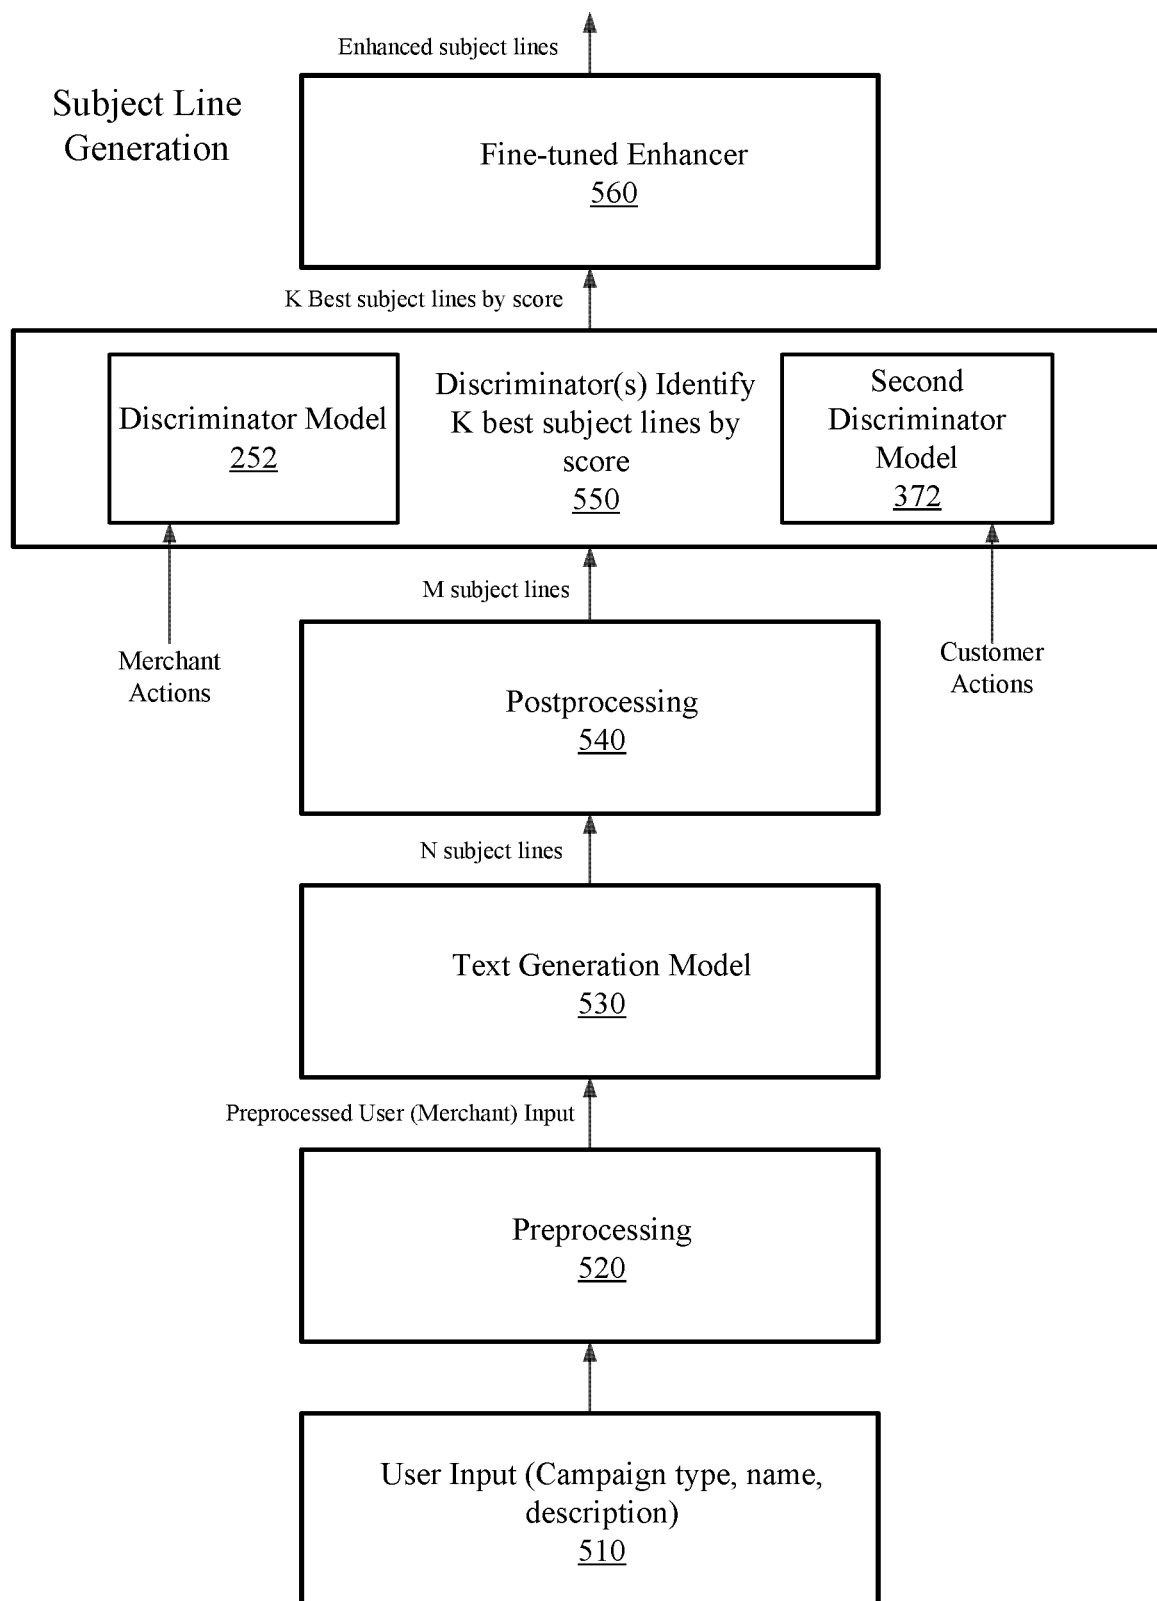 Enhanced subject lines
Subject Line
Generation
Fine-tuned Enhancer
560
K Best subject lines by score
Discriminator Model
252
Discriminator(s) Identify
K best subject lines by
score
550
Second
Discriminator
Model
372
M subject lines
Merchant
Actions
Customer
Actions
Postprocessing
540
N subject lines
Text Generation Model
530
Preprocessed User (Merchant) Input
Preprocessing
520
User Input (Campaign type, name,
description)
510